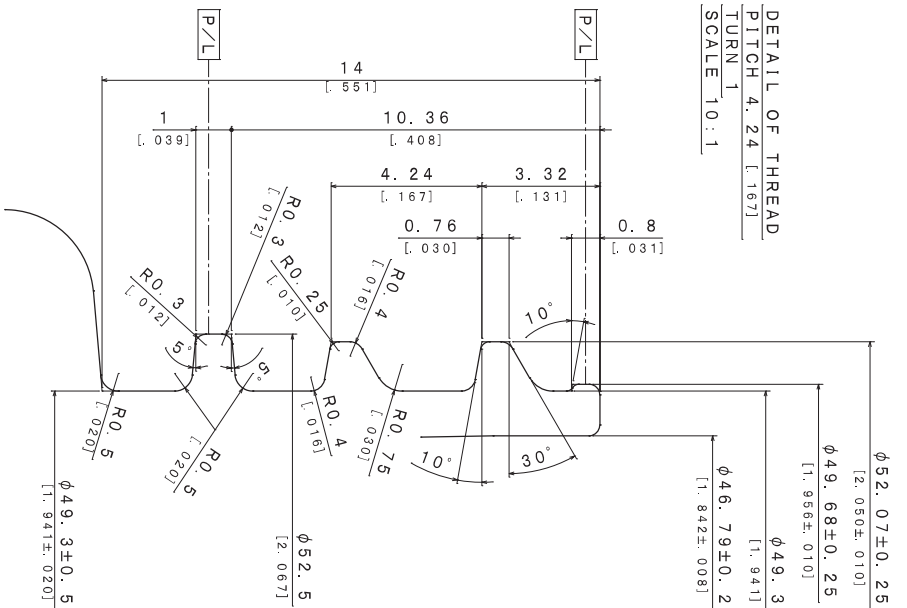 DETAIL OF THREAD
PITCH 4.24 [.167]
TURN 1
SCALE 10:1
P/L
P/L
14
[.551]
1
[.039]
10.36
[.408]
4.24
[.167]
3.32
[.131]
0.76
[.030]
0.8
[.031]
R0.3
[.012]
R0.25
[.010]
R0.4
[.016]
R0.3
[.012]
10°
5°
5°
R0.5
[.020]
R0.5
[.020]
R0.4
[.016]
R0.75
[.030]
10°
30°
ϕ49.3±0.5
[1.941±.020]
ϕ52.5
[2.067]
ϕ46.79±0.2
[1.842±.008]
ϕ49.3
[1.941]
ϕ49.68±0.25
[1.956±.010]
ϕ52.07±0.25
[2.050±.010]